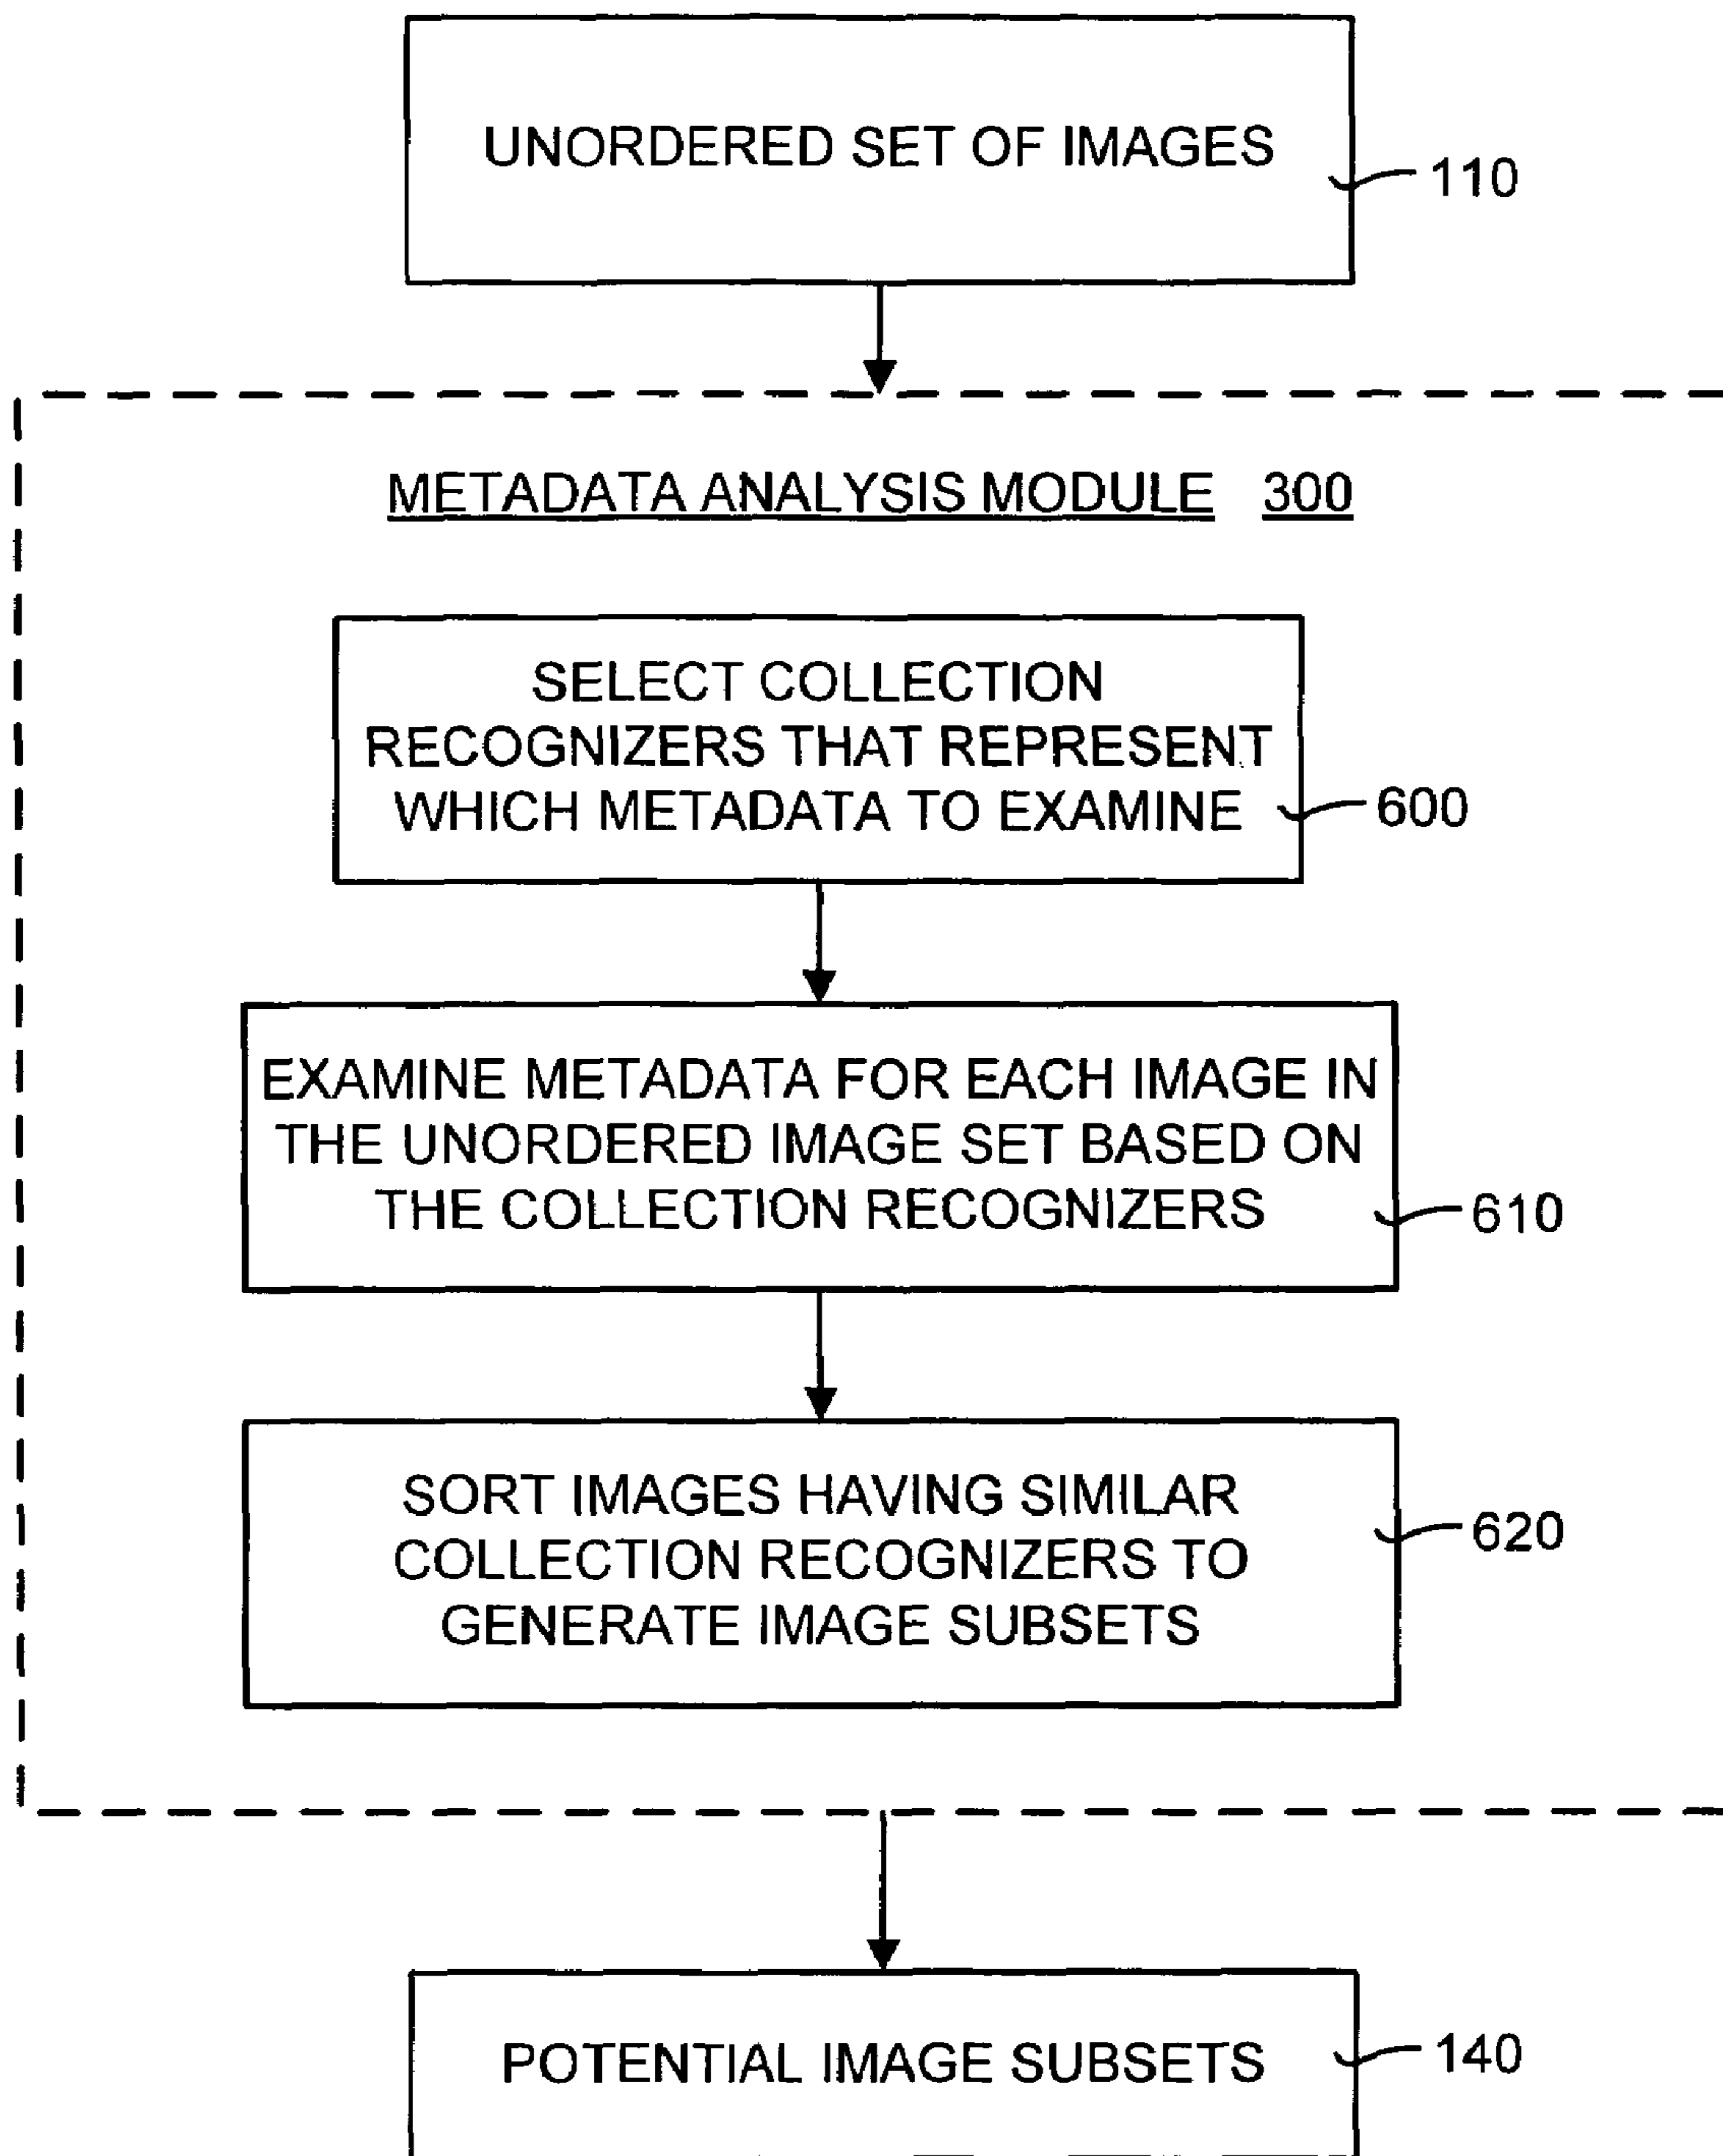 UNORDERED SET OF IMAGES
110
METADATA ANALYSIS MODULE 300
SELECT COLLECTION
RECOGNIZERS THAT REPRESENT
WHICH METADATA TO EXAMINE
600
EXAMINE METADATA FOR EACH IMAGE IN
THE UNORDERED IMAGE SET BASED ON
THE COLLECTION RECOGNIZERS
610
SORT IMAGES HAVING SIMILAR
COLLECTION RECOGNIZERS TO
GENERATE IMAGE SUBSETS
620
POTENTIAL IMAGE SUBSETS
140